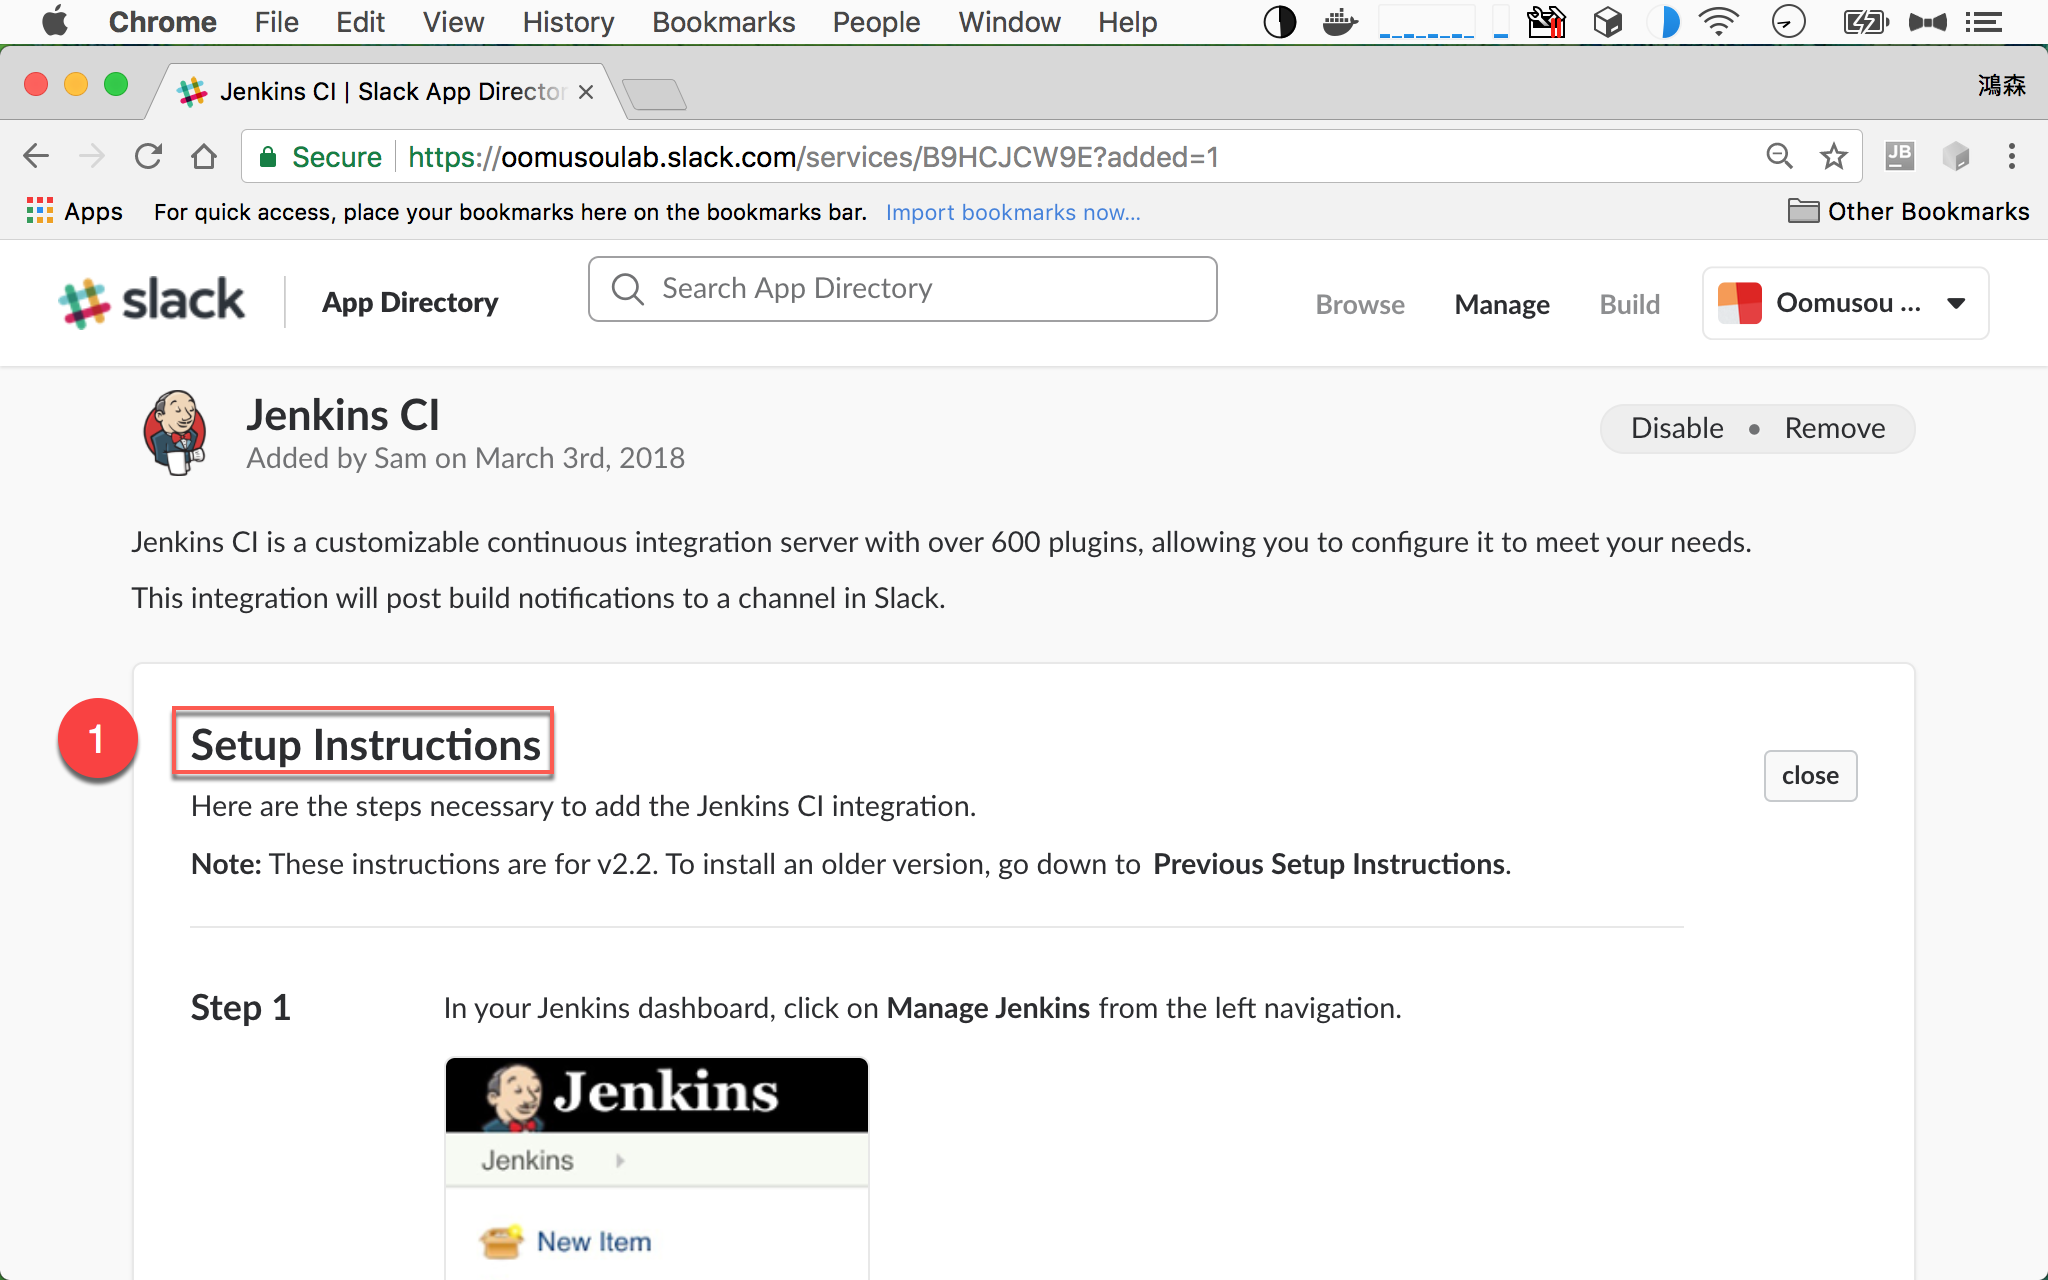 Chrome File Edit View History Bookmarks People Window Help
Jenkins CI | Slack App Director
鴻森
Secure https://oomusoulab.slack.com/services/B9HCJCW9E?added=1
JB
Apps For quick access, place your bookmarks here on the bookmarks bar. Import bookmarks now... Other Bookmarks
slack App Directory Search App Directory Browse Manage Build Oomusou ...
Jenkins CI
Added by Sam on March 3rd, 2018
Disable • Remove
Jenkins CI is a customizable continuous integration server with over 600 plugins, allowing you to configure it to meet your needs.
This integration will post build notifications to a channel in Slack.
1
Setup Instructions
close
Here are the steps necessary to add the Jenkins CI integration.
Note: These instructions are for v2.2. To install an older version, go down to Previous Setup Instructions.
Step 1 In your Jenkins dashboard, click on Manage Jenkins from the left navigation.
Jenkins
Jenkins
New Item